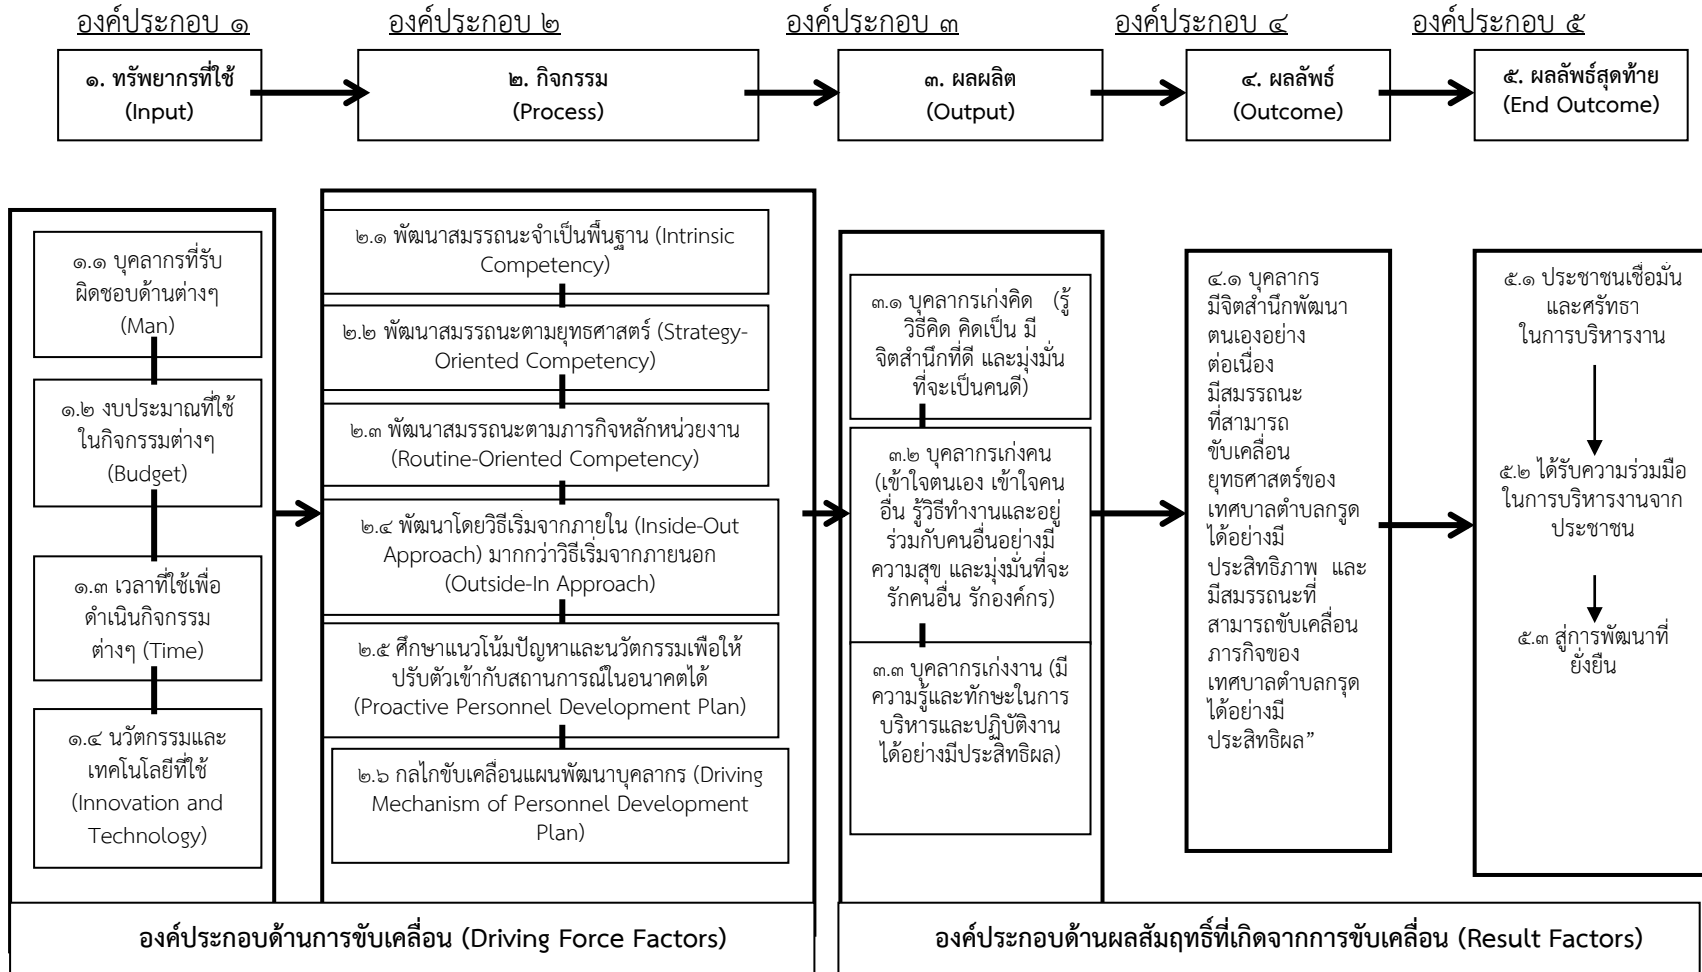 องค์ประกอบ ๑
องค์ประกอบ ๒
องค์ประกอบ ๓
องค์ประกอบ ๔
องค์ประกอบ ๕
๑. ทรัพยากรที่ใช้
(Input)
๒. กิจกรรม
(Process)
๓. ผลผลิต
(Output)
๔. ผลลัพธ์
(Outcome)
๕. ผลลัพธ์สุดท้าย
(End Outcome)
๑.๑ บุคลากรที่รับ
ผิดชอบด้านต่างๆ
(Man)
๑.๒ งบประมาณที่ใช้
ในกิจกรรมต่างๆ
(Budget)
๑.๓ เวลาที่ใช้เพื่อ
ดำเนินกิจกรรม
ต่างๆ (Time)
๑.๔ นวัตกรรมและ
เทคโนโลยีที่ใช้
(Innovation and
Technology)
๒.๑ พัฒนาสมรรถนะจำเป็นพื้นฐาน (Intrinsic
Competency)
๒.๒ พัฒนาสมรรถนะตามยุทธศาสตร์ (Strategy-
Oriented Competency)
๒.๓ พัฒนาสมรรถนะตามภารกิจหลักหน่วยงาน
(Routine-Oriented Competency)
๒.๔ พัฒนาโดยวิธีเริ่มจากภายใน (Inside-Out
Approach) มากกว่าวิธีเริ่มจากภายนอก
(Outside-In Approach)
๒.๕ ศึกษาแนวโน้มปัญหาและนวัตกรรมเพื่อให้
ปรับตัวเข้ากับสถานการณ์ในอนาคตได้
(Proactive Personnel Development Plan)
๒.๖ กลไกขับเคลื่อนแผนพัฒนาบุคลากร (Driving
Mechanism of Personnel Development
Plan)
๓.๑ บุคลากรเก่งคิด (รู้
วิธีคิด คิดเป็น มี
จิตสำนึกที่ดี และมุ่งมั่น
ที่จะเป็นคนดี)
๓.๒ บุคลากรเก่งคน
(เข้าใจตนเอง เข้าใจคน
อื่น รู้วิธีทำงานและอยู่
ร่วมกับคนอื่นอย่างมี
ความสุข และมุ่งมั่นที่จะ
รักคนอื่น รักองค์กร)
๓.๓ บุคลากรเก่งงาน (มี
ความรู้และทักษะในการ
บริหารและปฏิบัติงาน
ได้อย่างมีประสิทธิผล)
๔.๑ บุคลากร
มีจิตสำนึกพัฒนา
ตนเองอย่าง
ต่อเนื่อง
มีสมรรถนะ
ที่สามารถ
ขับเคลื่อน
ยุทธศาสตร์ของ
เทศบาลตำบลกรูด
ได้อย่างมี
ประสิทธิภาพ และ
มีสมรรถนะที่
สามารถขับเคลื่อน
ภารกิจของ
เทศบาลตำบลกรุด
ได้อย่างมี
ประสิทธิผล”
๕.๑ ประชาชนเชื่อมั่น
และศรัทธา
ในการบริหารงาน
๕.๒ ได้รับความร่วมมือ
ในการบริหารงานจาก
ประชาชน
๕.๓ สู่การพัฒนาที่
ยั่งยืน
องค์ประกอบด้านการขับเคลื่อน (Driving Force Factors)
องค์ประกอบด้านผลสัมฤทธิ์ที่เกิดจากการขับเคลื่อน (Result Factors)